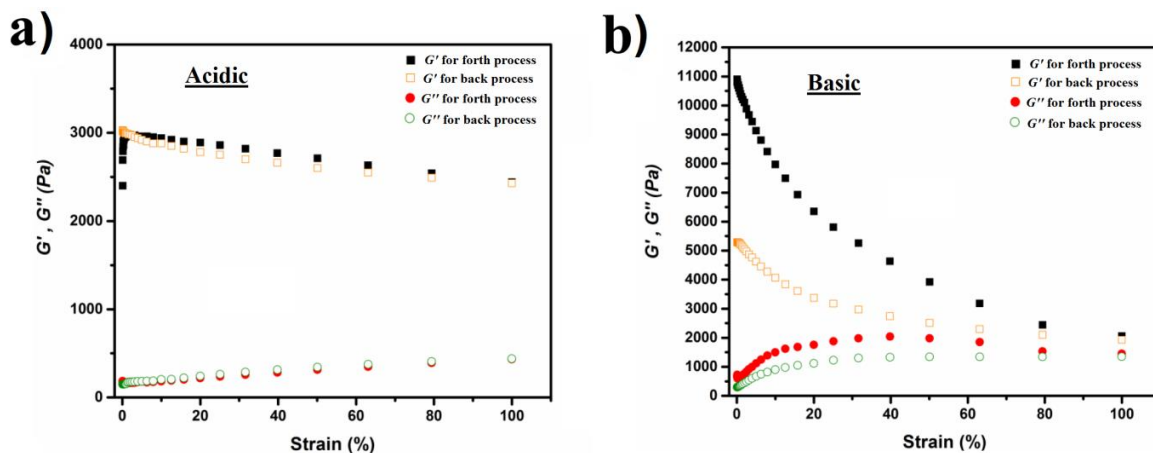 a)
4000
3000
2000
1000
0
G', G'' (Pa)
Acidic
G' for forth process
G' for back process
G'' for forth process
G'' for back process
0 20 40 60 80 100
Strain (%)
b)
12000
11000
10000
9000
8000
7000
6000
5000
4000
3000
2000
1000
0
G', G'' (Pa)
Basic
G' for forth process
G' for back process
G'' for forth process
G'' for back process
0 20 40 60 80 100
Strain (%)